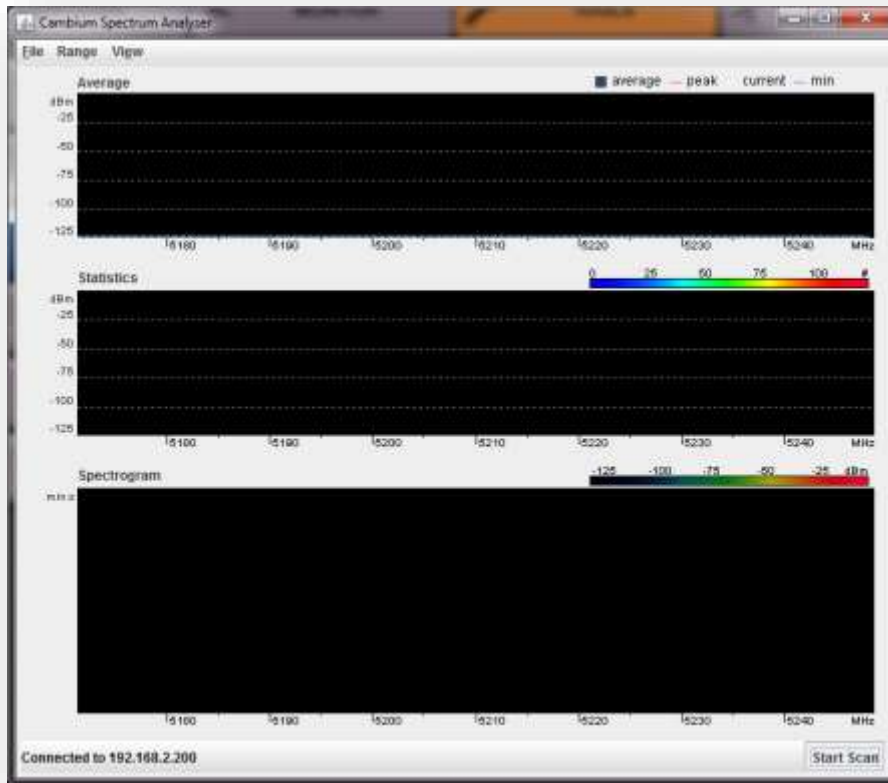 Cambium Spectrum Analyser
File Range View
Average
average peak current min
dBm
-25
-50
-75
-100
-125
5180 5190 5200 5210 5220 5230 5240 MHz
Statistics
0 25 50 75 100 #
dBm
-25
-50
-75
-100
-125
5180 5190 5200 5210 5220 5230 5240 MHz
Spectrogram
-125 -100 -75 -50 -25 dBm
5180 5190 5200 5210 5220 5230 5240 MHz
Connected to 192.168.2.200
Start Scan